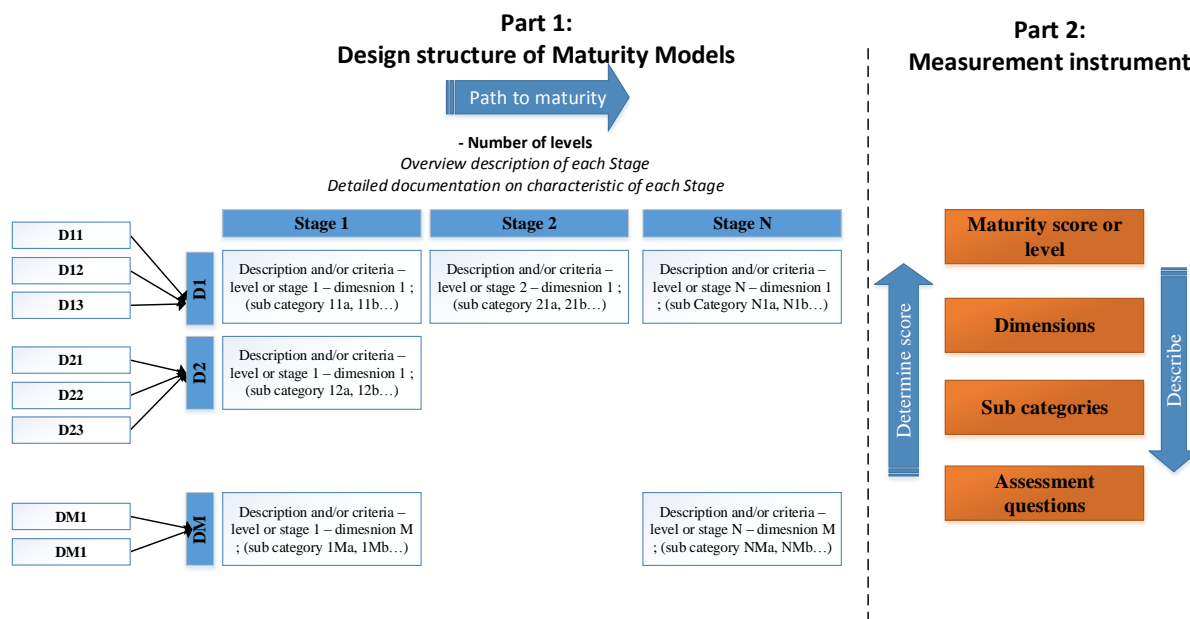 Part 1:
Design structure of Maturity Models
Path to maturity
- Number of levels
Overview description of each Stage
Detailed documentation on characteristic of each Stage
Stage 1
Stage 2
Stage N
D11
D12
D13
D1
Description and/or criteria –
level or stage 1 – dimesnion 1
; (sub category 11a, 11b…)
Description and/or criteria –
level or stage 2 – dimesnion 1
; (sub category 21a, 21b…)
Description and/or criteria –
level or stage N – dimesnion 1
; (sub Category N1a, N1b…)
D21
D22
D23
D2
Description and/or criteria –
level or stage 1 – dimesnion 1
; (sub category 12a, 12b…)
DM1
DM1
DM
Description and/or criteria –
level or stage 1 – dimesnion M
; (sub category 1Ma, 1Mb…)
Description and/or criteria –
level or stage N – dimesnion M
; (sub category NMa, NMb…)
Part 2:
Measurement instrument
Determine score
Maturity score or
level
Dimensions
Sub categories
Assessment
questions
Describe